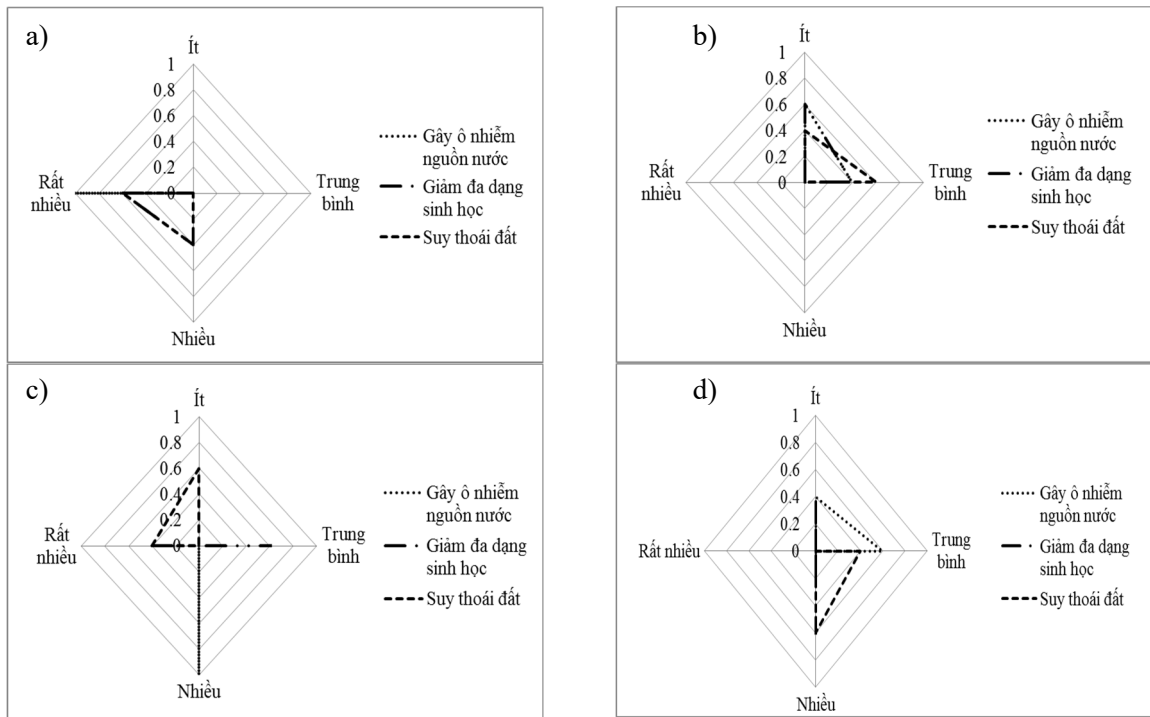 a)
Ít
1
0.8
0.6
0.4
0.2
0
Rất
nhiều
Trung
bình
Nhiều
Gây ô nhiễm
nguồn nước
Giảm đa dạng
sinh học
Suy thoái đất
b)
Ít
1
0.8
0.6
0.4
0.2
0
Rất
nhiều
Trung
bình
Nhiều
Gây ô nhiễm
nguồn nước
Giảm đa dạng
sinh học
Suy thoái đất
c)
Ít
1
0.8
0.6
0.4
0.2
0
Rất
nhiều
Trung
bình
Nhiều
Gây ô nhiễm
nguồn nước
Giảm đa dạng
sinh học
Suy thoái đất
d)
Ít
1
0.8
0.6
0.4
0.2
0
Rất nhiều
Trung
bình
Nhiều
Gây ô nhiễm
nguồn nước
Giảm đa dạng
sinh học
Suy thoái đất